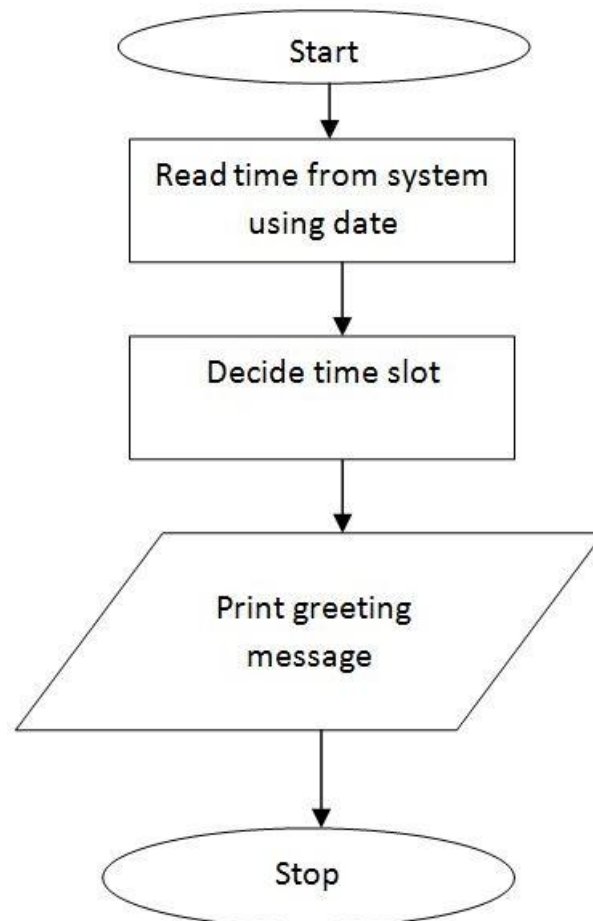 Start
Read time from system
using date
Decide time slot
Print greeting
message
Stop